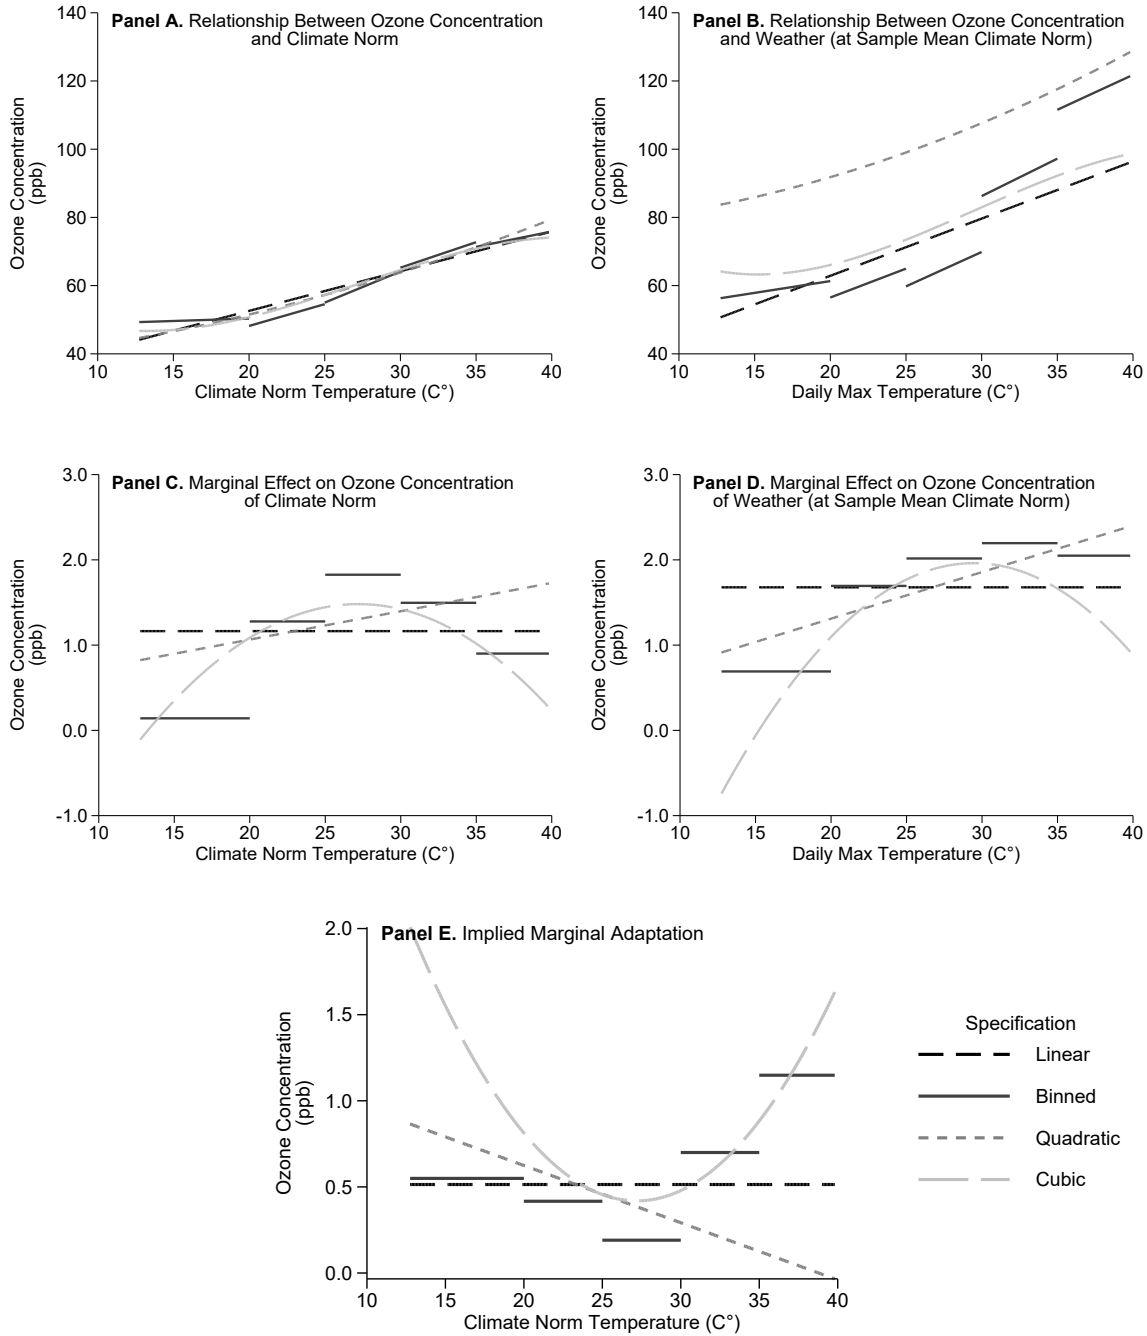 Panel A. Relationship Between Ozone Concentration
and Climate Norm
140
120
100
80
60
40
Ozone Concentration
(ppb)
10 15 20 25 30 35 40
Climate Norm Temperature (C°)
Panel B. Relationship Between Ozone Concentration
and Weather (at Sample Mean Climate Norm)
140
120
100
80
60
40
Ozone Concentration
(ppb)
10 15 20 25 30 35 40
Daily Max Temperature (C°)
Panel C. Marginal Effect on Ozone Concentration
of Climate Norm
3.0
2.0
1.0
0.0
-1.0
Ozone Concentration
(ppb)
10 15 20 25 30 35 40
Climate Norm Temperature (C°)
Panel D. Marginal Effect on Ozone Concentration
of Weather (at Sample Mean Climate Norm)
3.0
2.0
1.0
0.0
-1.0
Ozone Concentration
(ppb)
10 15 20 25 30 35 40
Daily Max Temperature (C°)
Panel E. Implied Marginal Adaptation
2.0
1.5
1.0
0.5
0.0
Ozone Concentration
(ppb)
10 15 20 25 30 35 40
Climate Norm Temperature (C°)
Specification
Linear
Binned
Quadratic
Cubic